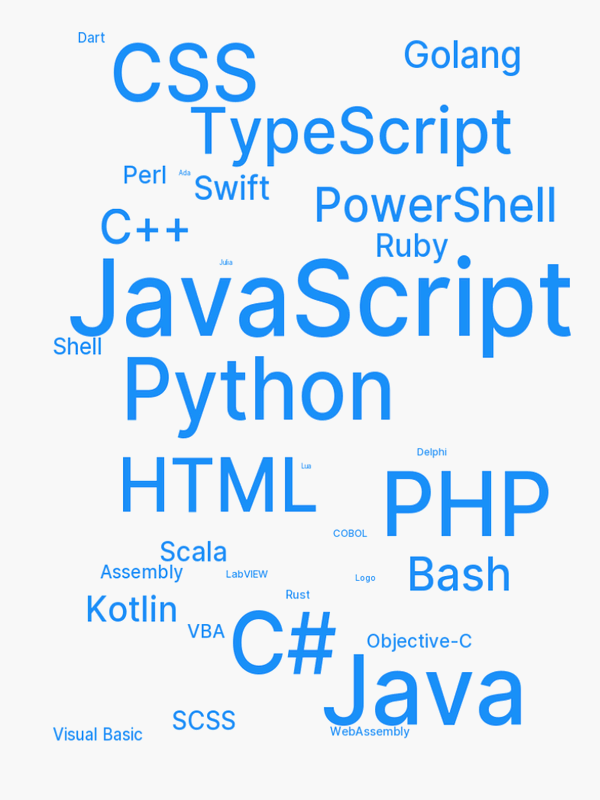 Dart
CSS
Golang
TypeScript
Perl
Ada
Swift
PowerShell
C++
Ruby
Julia
JavaScript
Shell
Python
Delphi
HTML
Lua
PHP
COBOL
Scala
Assembly
LabVIEW
Logo
Bash
Rust
Kotlin
VBA
C#
Objective-C
Java
SCSS
WebAssembly
Visual Basic